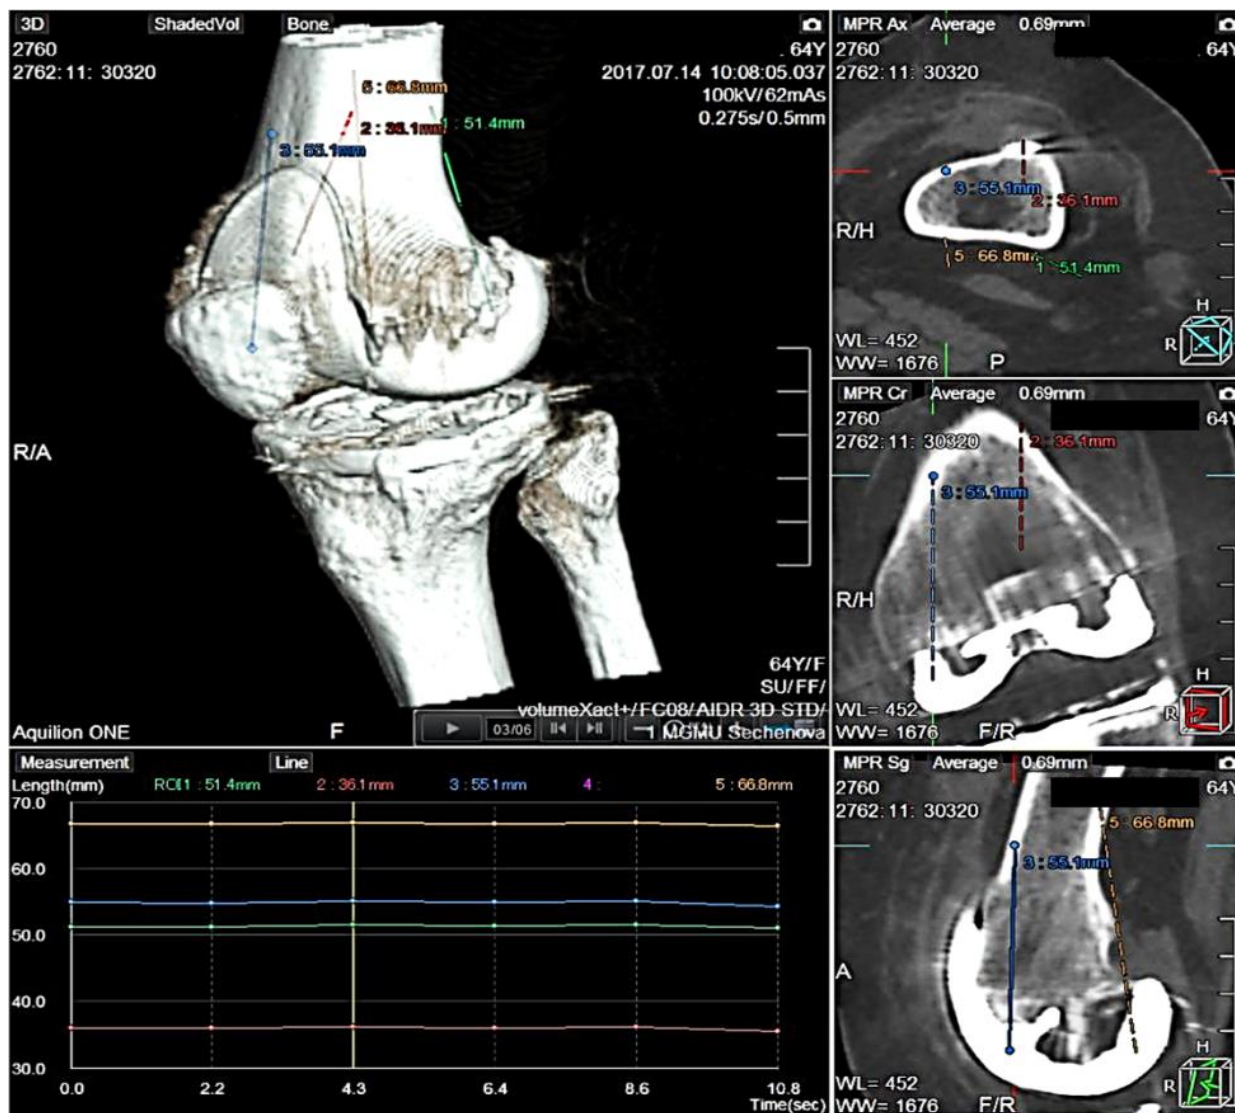 3D ShadedVol Bone
2760
2762:11: 30320
. 64Y
2017.07.14 10:08:05.037
100kV/62mAs
0.275s/0.5mm
5 : 66.8mm
2 : 36.1mm
1 : 51.4mm
3 : 55.1mm
R/A
64Y/F
SU/FF/
volumeXact+/FC08/AIDR 3D STD/
03/06
1 MGMU Sechenova
Aquilion ONE
F
MPR Ax Average 0.69mm
2760
64Y
2762:11: 30320
3 : 55.1mm
2 : 36.1mm
R/H
5 : 66.8mm
1 : 51.4mm
H
R
WL= 452
WW= 1676
P
MPR Cr Average 0.69mm
2760
64Y
2762:11: 30320
2 : 36.1mm
3 : 55.1mm
R/H
H
R
WL= 452
WW= 1676
F/R
Measurement Line
Length(mm) ROI1 : 51.4mm 2 : 36.1mm 3 : 55.1mm 4 : 5 : 66.8mm
70.0
60.0
50.0
40.0
30.0
0.0 2.2 4.3 6.4 8.6 10.8
Time(sec)
MPR Sg Average 0.69mm
2760
64Y
2762:11: 30320
5 : 66.8mm
3 : 55.1mm
A
H
R
WL= 452
WW= 1676
F/R